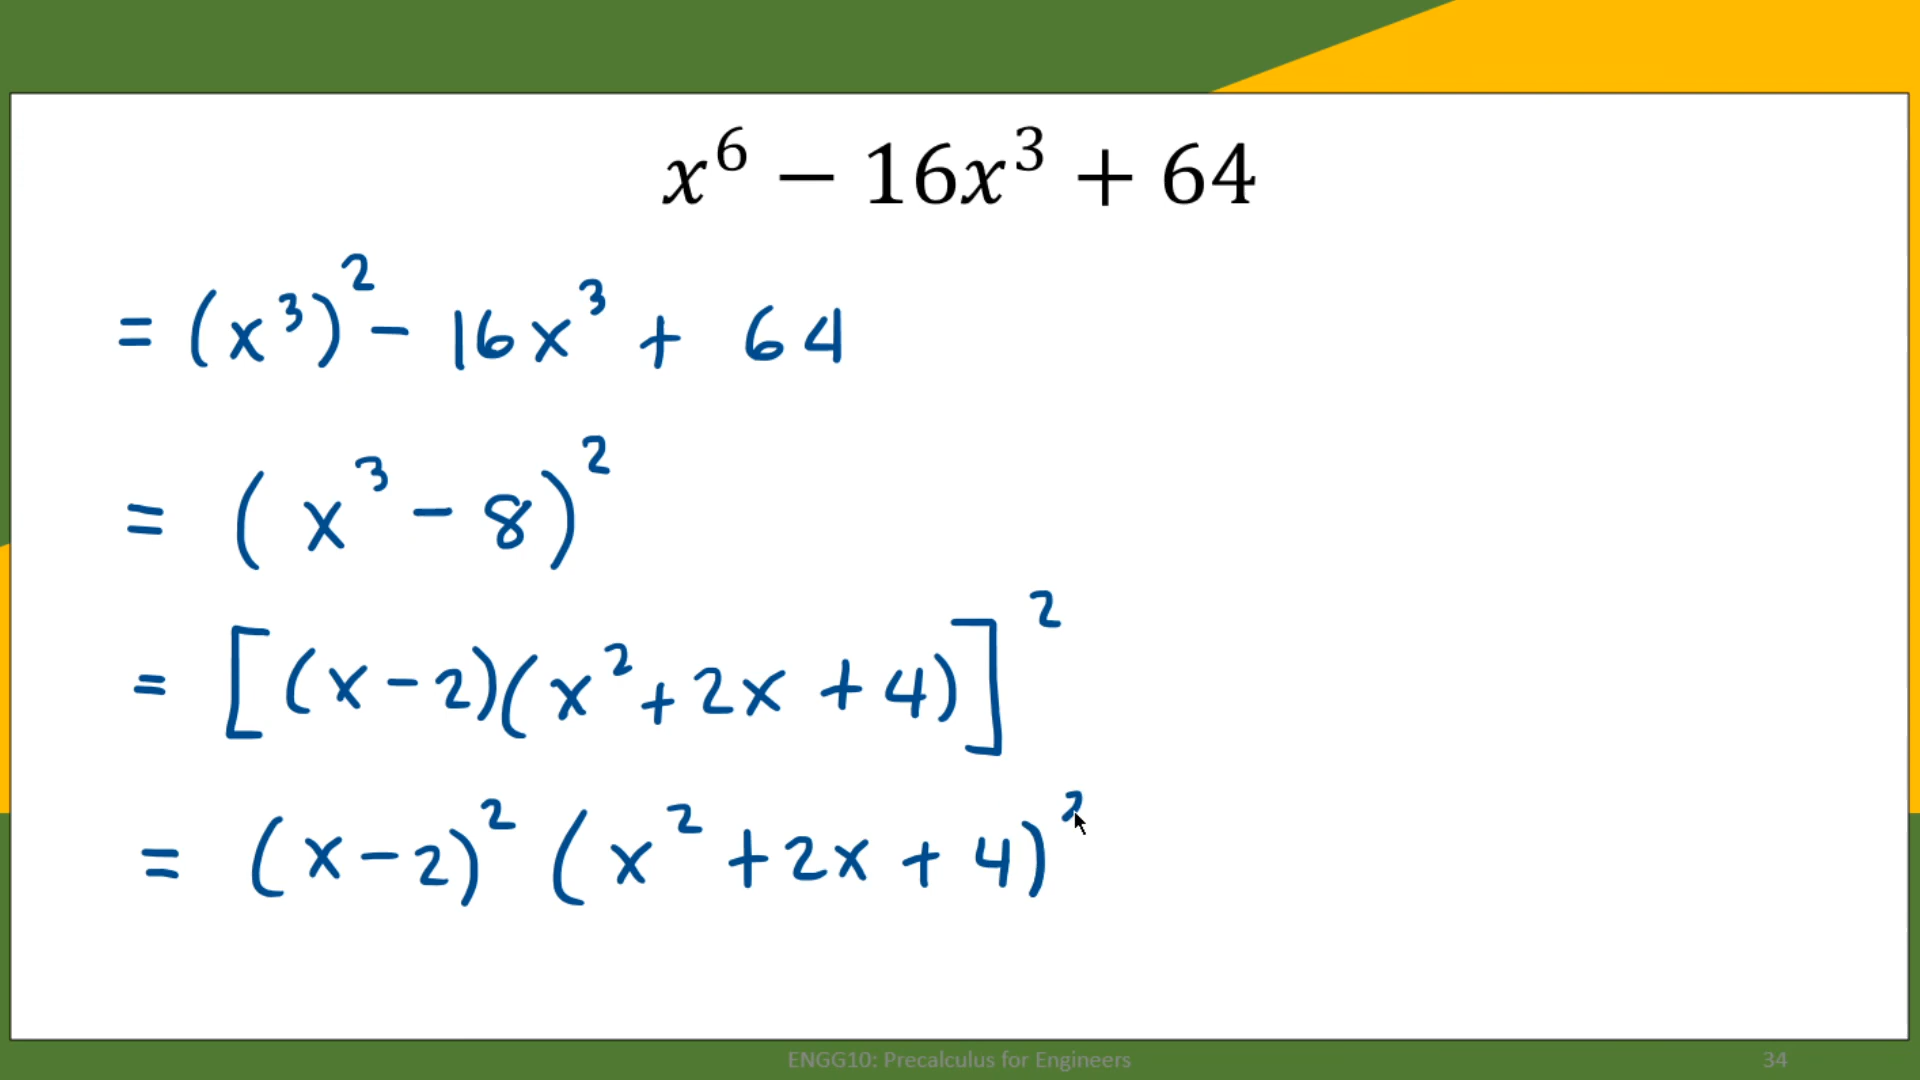 x⁶ − 16x³ + 64
= (x³)² − 16x³ + 64
= (x³ − 8)²
= [(x − 2)(x² + 2x + 4)]²
= (x − 2)² (x² + 2x + 4)²
ENGG10: Precalculus for Engineers
34